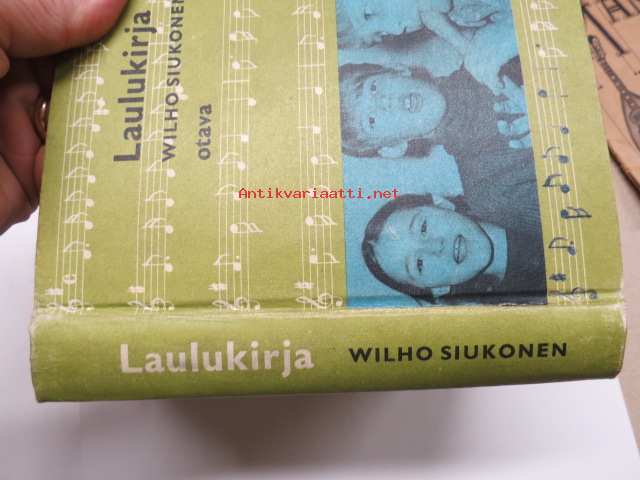 Laulukirja
WILHO SIUKONEN
otava
Antikvariaatti.net
Laulukirja WILHO SIUKONEN